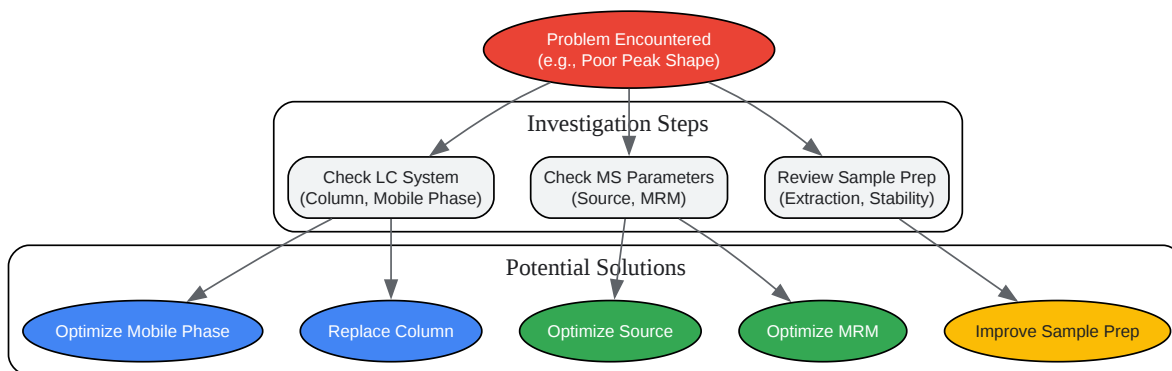 Problem Encountered
(e.g., Poor Peak Shape)
Investigation Steps
Check LC System
(Column, Mobile Phase)
Check MS Parameters
(Source, MRM)
Review Sample Prep
(Extraction, Stability)
Potential Solutions
Optimize Mobile Phase
Replace Column
Optimize Source
Optimize MRM
Improve Sample Prep